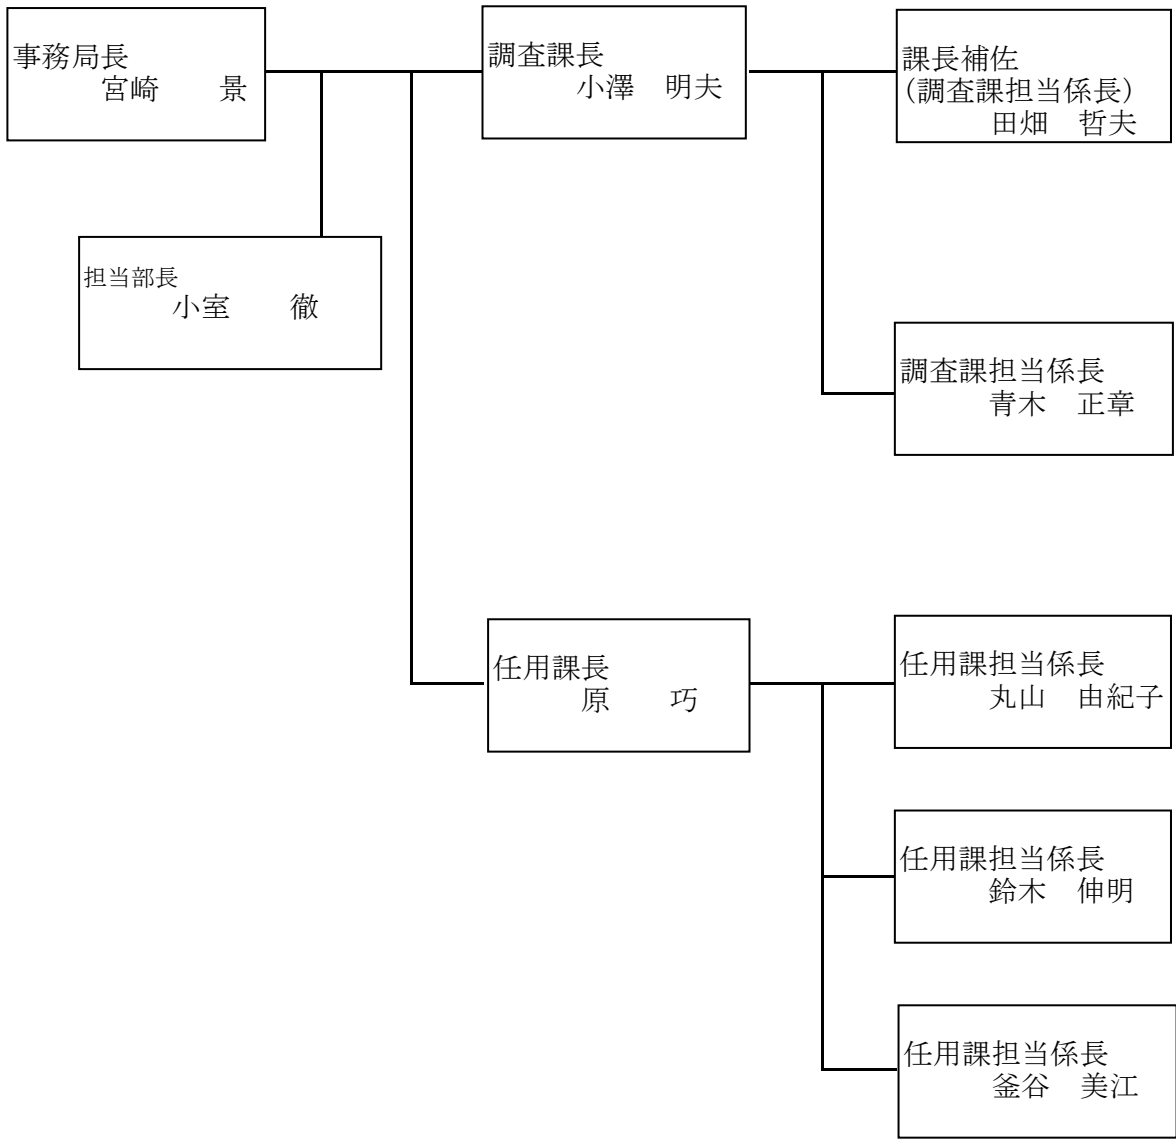 事務局長
宮崎　　景
調査課長
小澤　明夫
課長補佐
(調査課担当係長)
田畑　哲夫
担当部長
小室　　徹
調査課担当係長
青木　正章
任用課長
原　　巧
任用課担当係長
丸山　由紀子
任用課担当係長
鈴木　伸明
任用課担当係長
釜谷　美江